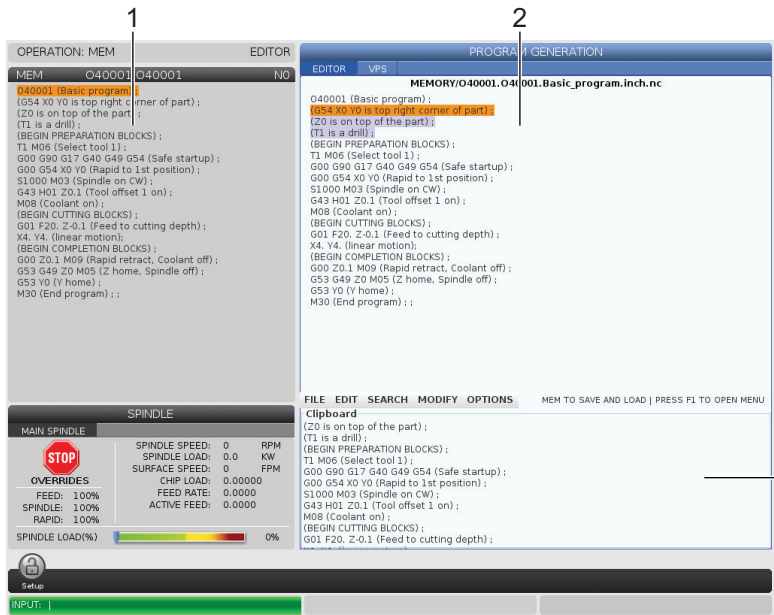 1
2
OPERATION: MEM EDITOR
PROGRAM GENERATION
EDITOR VPS
MEM O40001.O40001 N0
MEMORY/O40001.O40001.Basic_program.inch.nc
O40001 (Basic program) ;
(G54 X0 Y0 is top right corner of part) ;
(Z0 is on top of the part) ;
(T1 is a drill) ;
(BEGIN PREPARATION BLOCKS) ;
T1 M06 (Select tool 1) ;
G00 G90 G17 G40 G49 G54 (Safe startup) ;
G00 G54 X0 Y0 (Rapid to 1st position) ;
S1000 M03 (Spindle on CW) ;
G43 H01 Z0.1 (Tool offset 1 on) ;
M08 (Coolant on) ;
(BEGIN CUTTING BLOCKS) ;
G01 F20. Z-0.1 (Feed to cutting depth) ;
X4. Y4. (linear motion) ;
(BEGIN COMPLETION BLOCKS) ;
G00 Z0.1 M09 (Rapid retract, Coolant off) ;
G53 G49 Z0 M05 (Z home, Spindle off) ;
G53 Y0 (Y home) ;
M30 (End program) ; ;
O40001 (Basic program) ;
(G54 X0 Y0 is top right corner of part) ;
(Z0 is on top of the part) ;
(T1 is a drill) ;
(BEGIN PREPARATION BLOCKS) ;
T1 M06 (Select tool 1) ;
G00 G90 G17 G40 G49 G54 (Safe startup) ;
G00 G54 X0 Y0 (Rapid to 1st position) ;
S1000 M03 (Spindle on CW) ;
G43 H01 Z0.1 (Tool offset 1 on) ;
M08 (Coolant on) ;
(BEGIN CUTTING BLOCKS) ;
G01 F20. Z-0.1 (Feed to cutting depth) ;
X4. Y4. (linear motion);
(BEGIN COMPLETION BLOCKS) ;
G00 Z0.1 M09 (Rapid retract, Coolant off) ;
G53 G49 Z0 M05 (Z home, Spindle off) ;
G53 Y0 (Y home) ;
M30 (End program) ; ;
FILE EDIT SEARCH MODIFY OPTIONS MEM TO SAVE AND LOAD | PRESS F1 TO OPEN MENU
SPINDLE
MAIN SPINDLE
STOP
OVERRIDES
FEED: 100%
SPINDLE: 100%
RAPID: 100%
SPINDLE SPEED: 0 RPM
SPINDLE LOAD: 0.0 KW
SURFACE SPEED: 0 FPM
CHIP LOAD: 0.00000
FEED RATE: 0.0000
ACTIVE FEED: 0.0000
SPINDLE LOAD(%) 0%
Clipboard
(Z0 is on top of the part) ;
(T1 is a drill) ;
(BEGIN PREPARATION BLOCKS) ;
T1 M06 (Select tool 1) ;
G00 G90 G17 G40 G49 G54 (Safe startup) ;
G00 G54 X0 Y0 (Rapid to 1st position) ;
S1000 M03 (Spindle on CW) ;
G43 H01 Z0.1 (Tool offset 1 on) ;
M08 (Coolant on) ;
(BEGIN CUTTING BLOCKS) ;
G01 F20. Z-0.1 (Feed to cutting depth) ;
Setup
INPUT: |